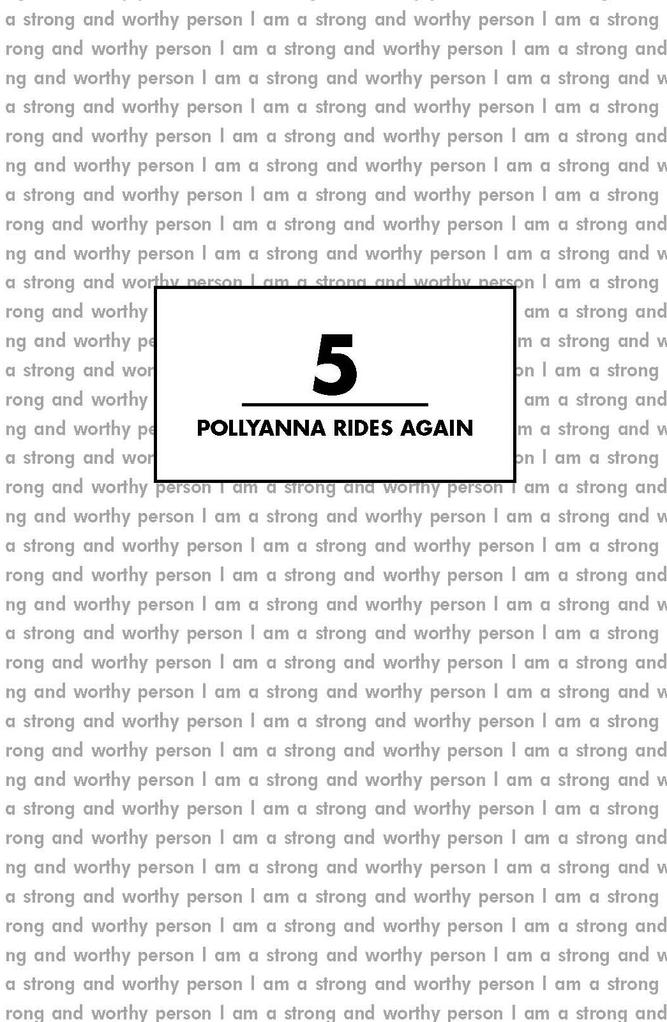 a strong and worthy person I am a strong and worthy person I am a strong
rong and worthy person I am a strong and worthy person I am a strong and
ng and worthy person I am a strong and worthy person I am a strong and w
a strong and worthy person I am a strong and worthy person I am a strong
rong and worthy person I am a strong and worthy person I am a strong and
ng and worthy person I am a strong and worthy person I am a strong and w
a strong and worthy person I am a strong and worthy person I am a strong
rong and worthy person I am a strong and worthy person I am a strong and
ng and worthy person I am a strong and worthy person I am a strong and w
a strong and worthy person I am a strong and worthy person I am a strong
rong and worthy am a strong and
ng and worthy pe m a strong and w
a strong and wor 5 on I am a strong
rong and worthy am a strong and
ng and worthy pe POLLYANNA RIDES AGAIN m a strong and w
a strong and wor on I am a strong
rong and worthy person I am a strong and worthy person I am a strong and
ng and worthy person I am a strong and worthy person I am a strong and w
a strong and worthy person I am a strong and worthy person I am a strong
rong and worthy person I am a strong and worthy person I am a strong and
ng and worthy person I am a strong and worthy person I am a strong and w
a strong and worthy person I am a strong and worthy person I am a strong
rong and worthy person I am a strong and worthy person I am a strong and
ng and worthy person I am a strong and worthy person I am a strong and w
a strong and worthy person I am a strong and worthy person I am a strong
rong and worthy person I am a strong and worthy person I am a strong and
ng and worthy person I am a strong and worthy person I am a strong and w
a strong and worthy person I am a strong and worthy person I am a strong
rong and worthy person I am a strong and worthy person I am a strong and
ng and worthy person I am a strong and worthy person I am a strong and w
a strong and worthy person I am a strong and worthy person I am a strong
rong and worthy person I am a strong and worthy person I am a strong and
ng and worthy person I am a strong and worthy person I am a strong and w
a strong and worthy person I am a strong and worthy person I am a strong
rong and worthy person I am a strong and worthy person I am a strong and